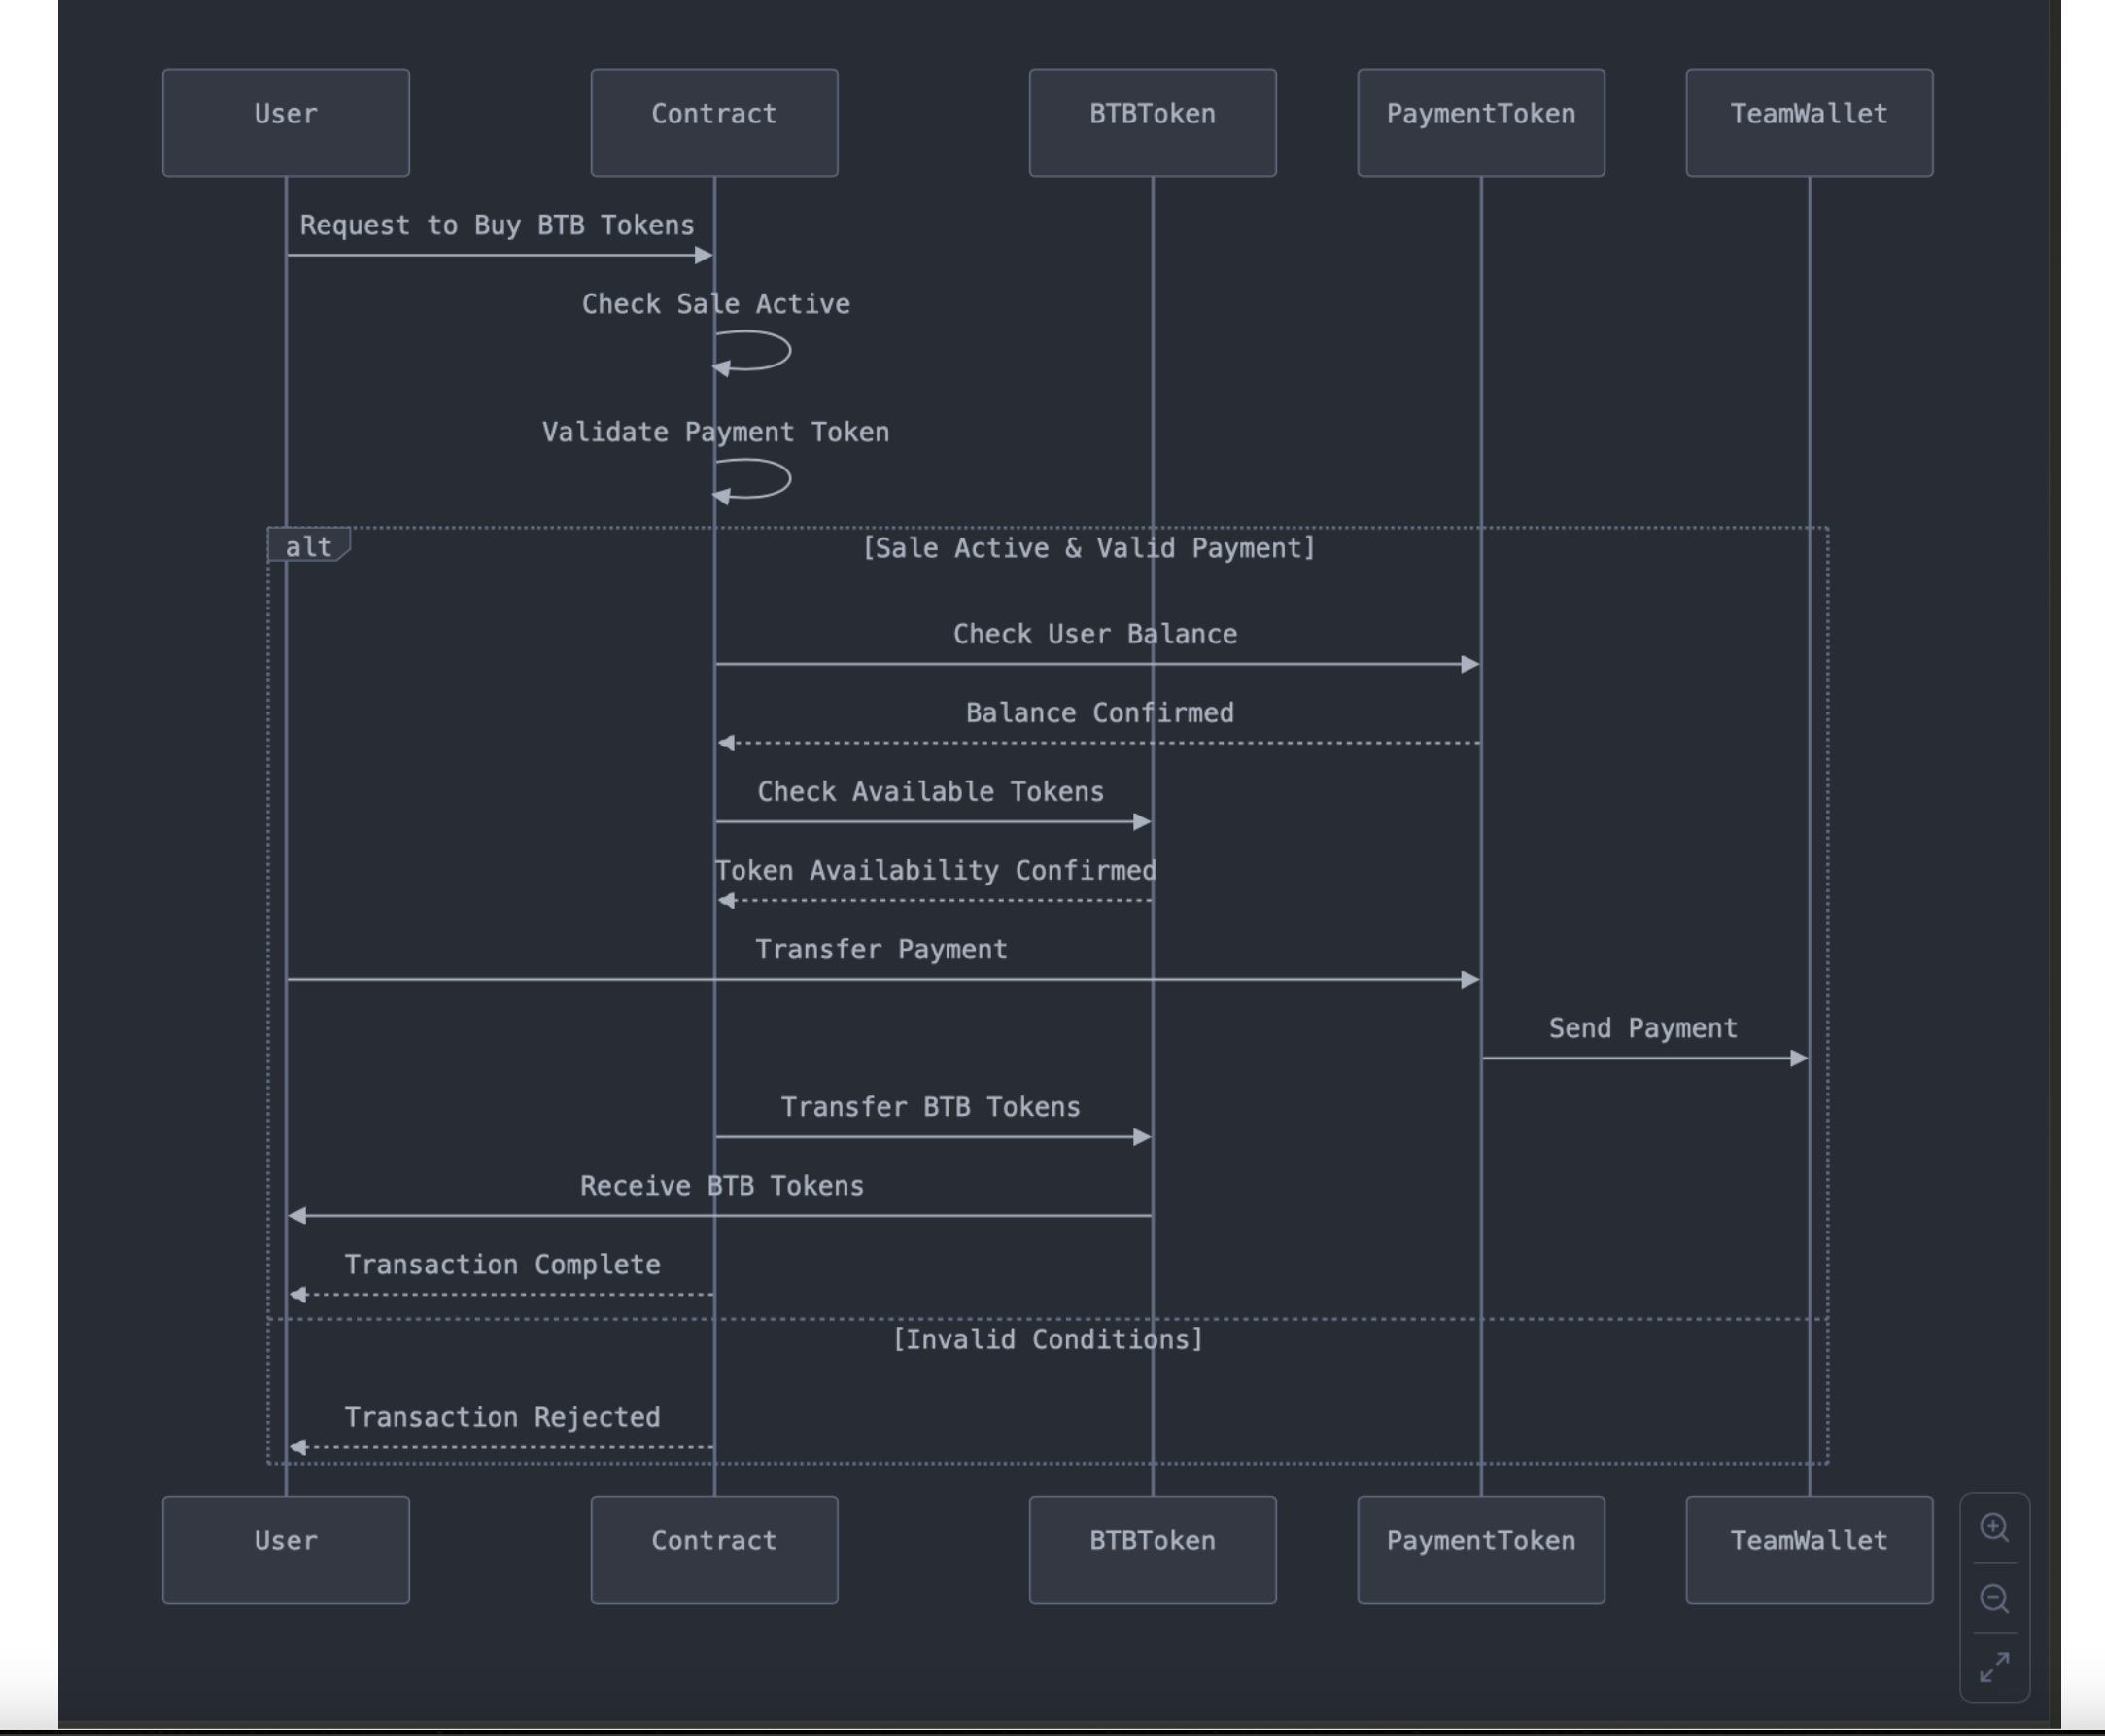 User
Contract
BTBToken
PaymentToken
TeamWallet
Request to Buy BTB Tokens
Check Sale Active
Validate Payment Token
alt
[Sale Active & Valid Payment]
Check User Balance
Balance Confirmed
Check Available Tokens
Token Availability Confirmed
Transfer Payment
Send Payment
Transfer BTB Tokens
Receive BTB Tokens
Transaction Complete
[Invalid Conditions]
Transaction Rejected
User
Contract
BTBToken
PaymentToken
TeamWallet